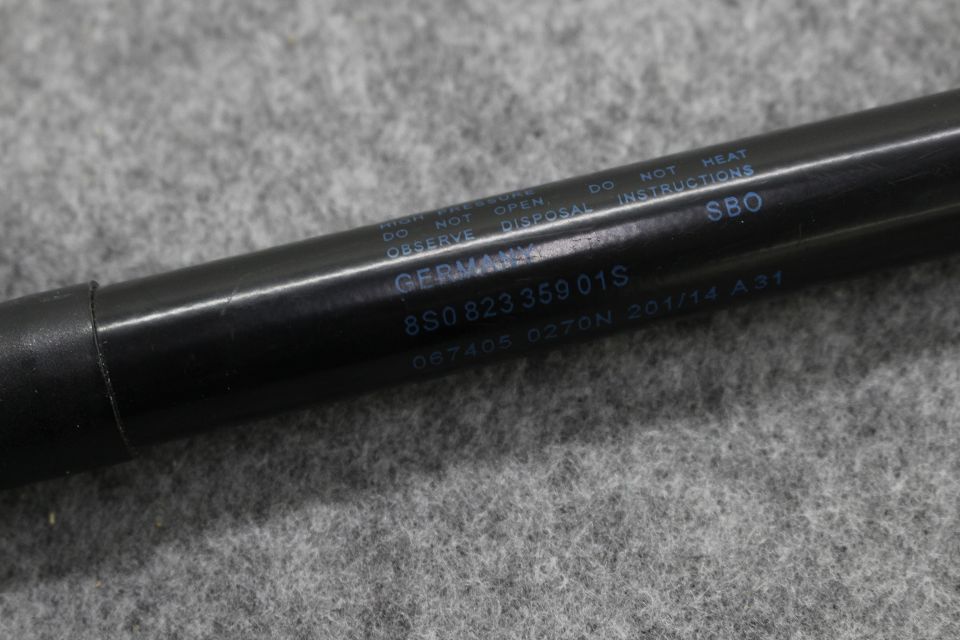 HIGH PRESSURE
DO NOT OPEN, DO NOT HEAT
OBSERVE DISPOSAL INSTRUCTIONS
GERMANY SBO
8S0 823 359 01S
067405 0270N 201/14 A31